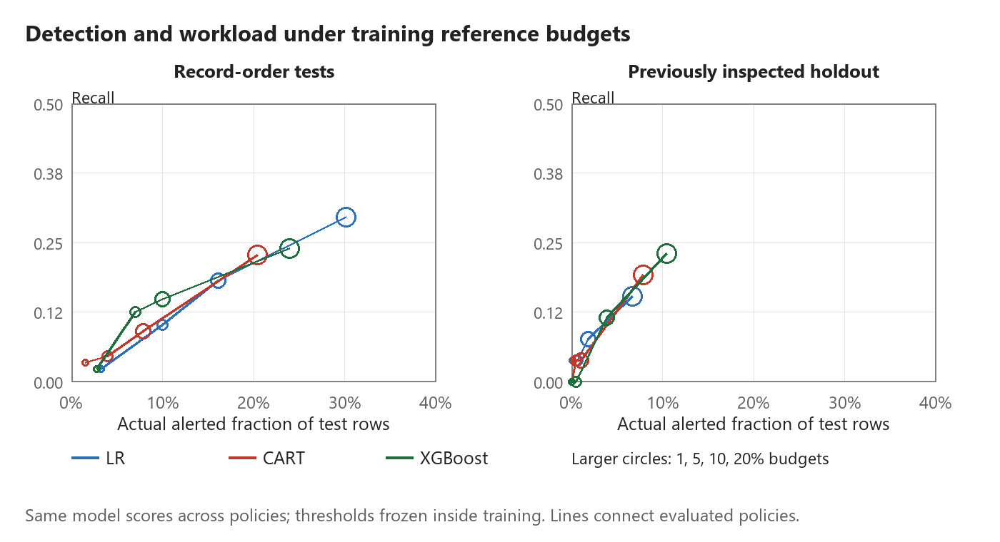 Detection and workload under training reference budgets
Record-order tests
Previously inspected holdout
Recall
0.50
0.38
0.25
0.12
0.00
0%
10%
20%
30%
40%
Actual alerted fraction of test rows
Recall
0.50
0.38
0.25
0.12
0.00
0%
10%
20%
30%
40%
Actual alerted fraction of test rows
LR
CART
XGBoost
Larger circles: 1, 5, 10, 20% budgets
Same model scores across policies; thresholds frozen inside training. Lines connect evaluated policies.